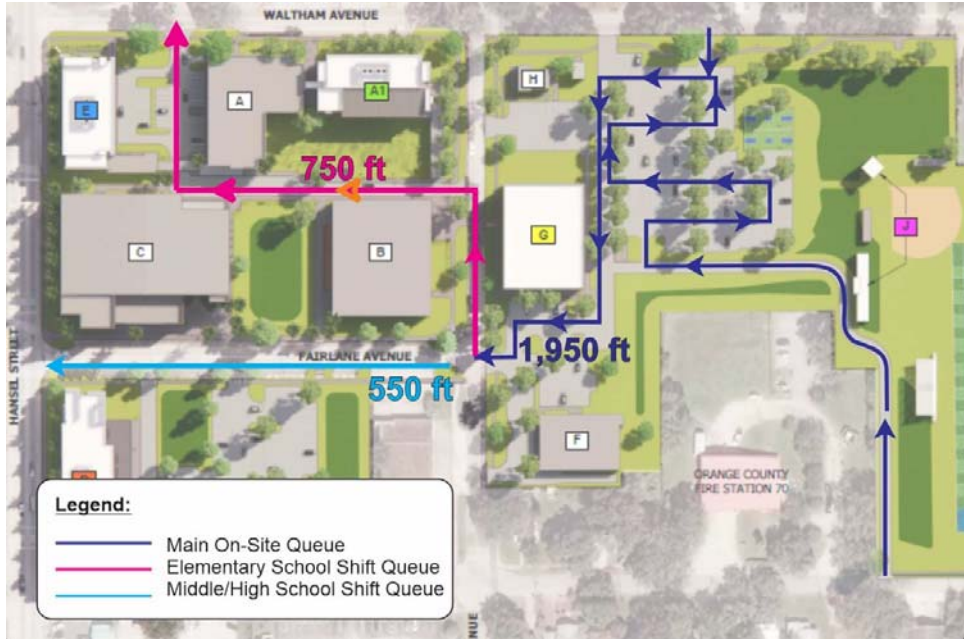 WALTHAM AVENUE
E
A
A1
H
750 ft
C
B
G
J
HANSEL STREET
FAIRLANE AVENUE
1,950 ft
550 ft
F
ORANGE COUNTY
FIRE STATION 70
Legend:
Main On-Site Queue
Elementary School Shift Queue
Middle/High School Shift Queue